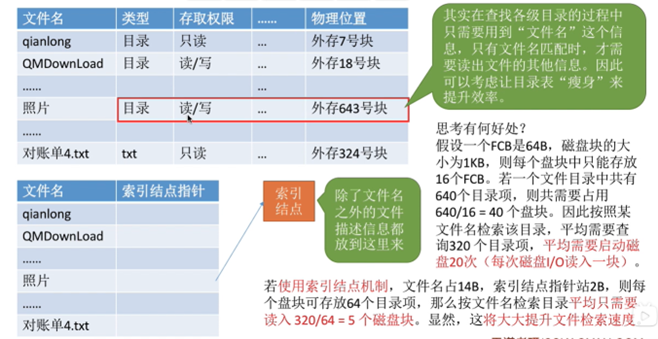 文件名 类型 存取权限 …… 物理位置
qianlong 目录 只读 … 外存7号块
QMDownLoad 目录 读/写 … 外存18号块
……
照片 目录 读/写 … 外存643号块
……
对账单4.txt txt 只读 … 外存324号块
其实在查找各级目录的过程中
只需要用到“文件名”这个信
息，只有文件名匹配时，才需
要读出文件的其他信息。因此
可以考虑让目录表“瘦身”来
提升效率。
文件名 索引结点指针
qianlong
QMDownLoad
……
照片
……
对账单4.txt
索引
结点
除了文件名
之外的文件
描述信息都
放到这里来
思考有何好处？
假设一个FCB是64B，磁盘块的大
小为1KB，则每个盘块中只能存放
16个FCB。若一个文件目录中共有
640个目录项，则共需要占用
640/16 = 40 个盘块。因此按照某
文件名检索该目录，平均需要查
询320 个目录项，平均需要启动磁
盘20次（每次磁盘I/O读入一块）。
若使用索引结点机制，文件名占14B，索引结点指针站2B，则每
个盘块可存放64个目录项，那么按文件名检索目录平均只需要
读入 320/64 = 5 个磁盘块。显然，这将大大提升文件检索速度